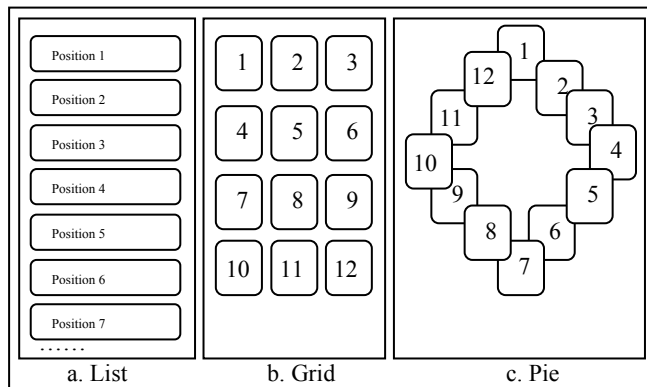 Position 1
Position 2
Position 3
Position 4
Position 5
Position 6
Position 7
......
a. List
1 2 3
4 5 6
7 8 9
10 11 12
b. Grid
1
12
2
11
3
10
4
9
5
8
6
7
c. Pie